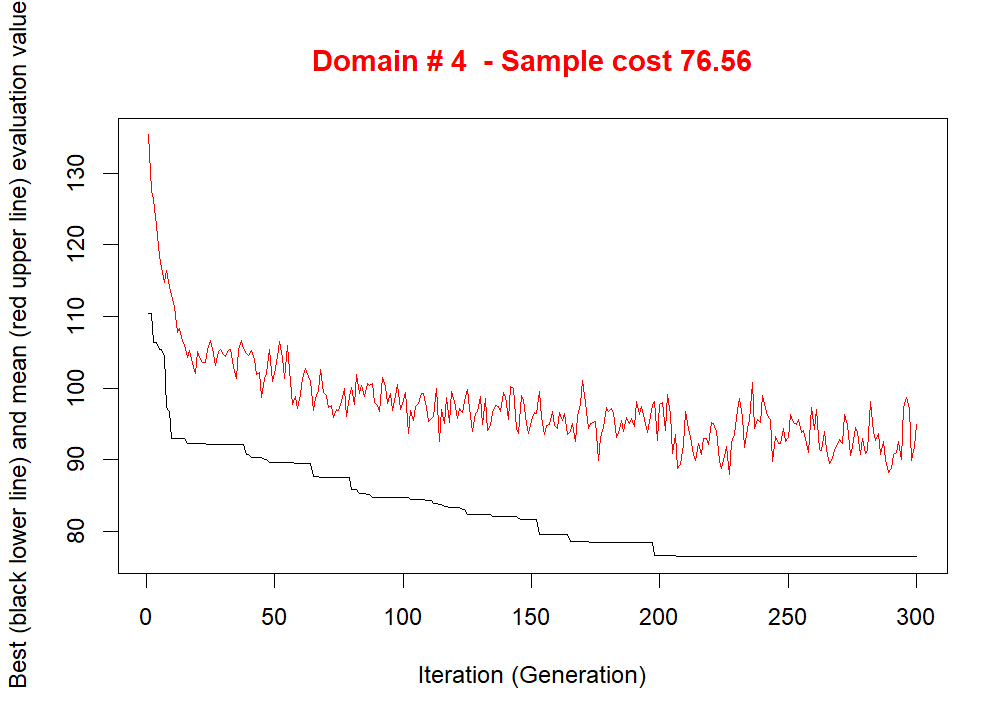 Domain # 4  - Sample cost 76.56
Best (black lower line) and mean (red upper line) evaluation value
130
120
110
100
90
80
0 50 100 150 200 250 300
Iteration (Generation)